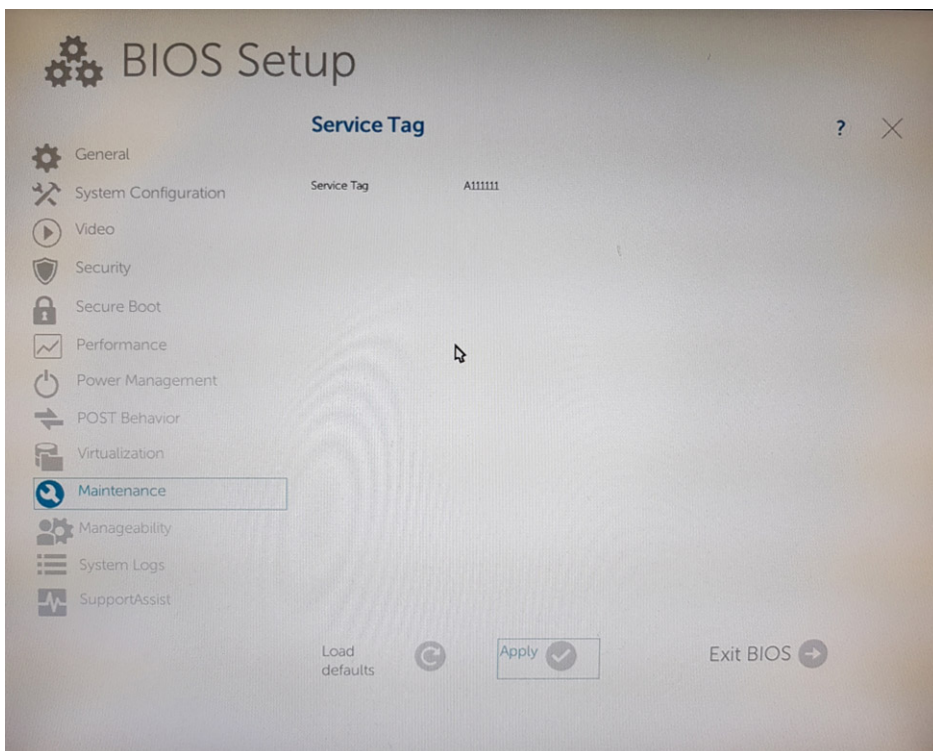 BIOS Setup
Service Tag
?
General
System Configuration
Service Tag A111111
Video
Security
Secure Boot
Performance
Power Management
POST Behavior
Virtualization
Maintenance
Manageability
System Logs
SupportAssist
Load
defaults
Apply
Exit BIOS